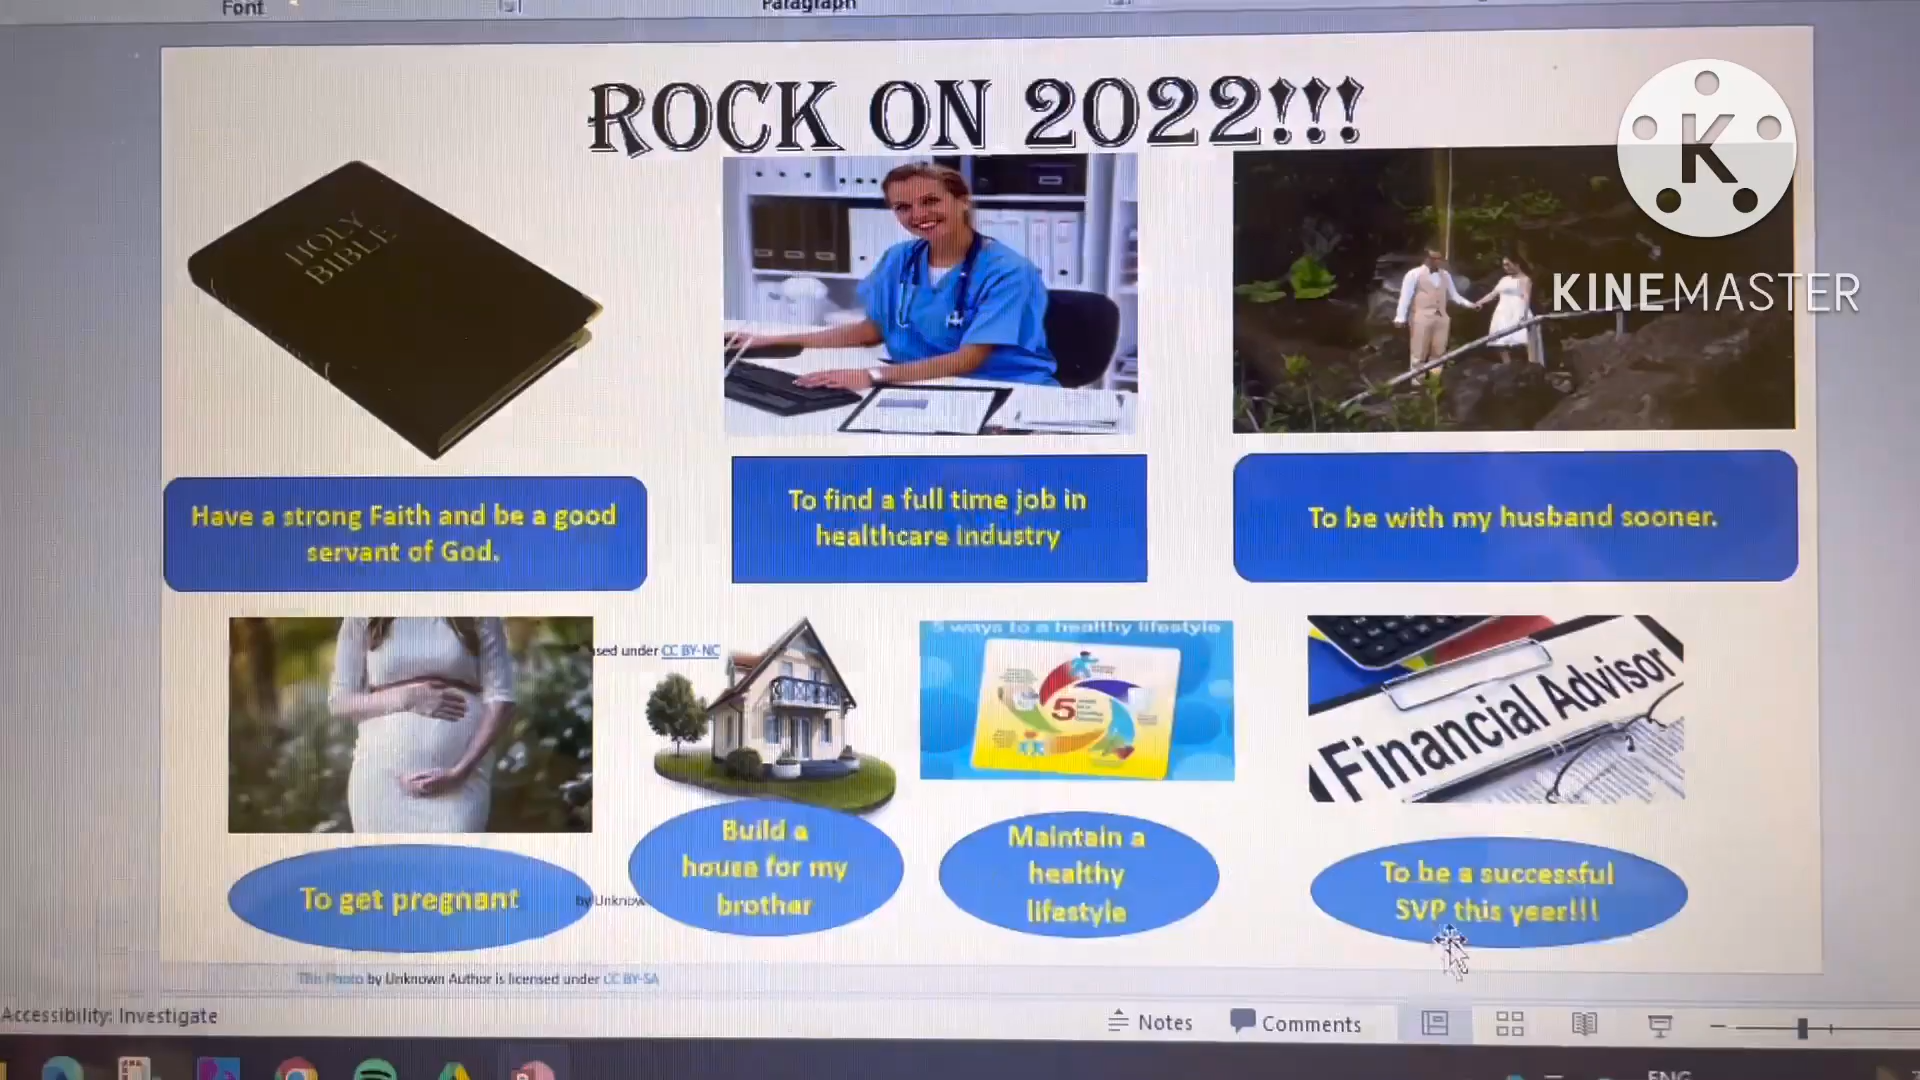 Font
Paragraph
ROCK ON 2022!!!
K
KINEMASTER
HOLY
BIBLE
Have a strong Faith and be a good
servant of God.
To find a full time job in
healthcare industry
To be with my husband sooner.
sed under CC BY-NC
5 ways to a healthy lifestyle
5
Financial Advisor
To get pregnant
by Unknow
Build a
house for my
brother
Maintain a
healthy
lifestyle
To be a successful
SVP this year!!!
This Photo by Unknown Author is licensed under CC BY-SA
Accessibility: Investigate
Notes
Comments
ENG